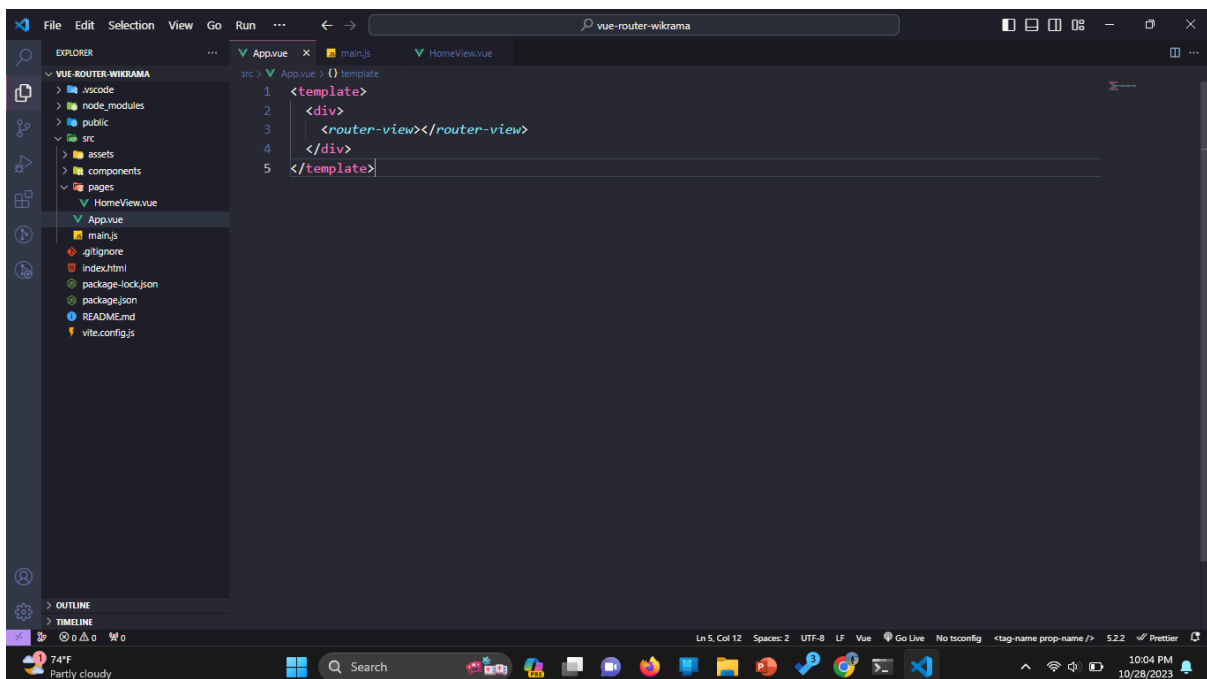 File Edit Selection View Go Run ··· vue-router-wikrama
EXPLORER ···
VUE-ROUTER-WIKRAMA
.vscode
node_modules
public
src
assets
components
pages
HomeView.vue
App.vue
main.js
.gitignore
index.html
package-lock.json
package.json
README.md
vite.config.js
OUTLINE
TIMELINE
App.vue main.js HomeView.vue
src > App.vue > {} template
1 <template>
2 <div>
3 <router-view></router-view>
4 </div>
5 </template>
0 0 0 Ln 5, Col 12 Spaces: 2 UTF-8 LF Vue Go Live No tsconfig <tag-name prop-name /> 5.2.2 Prettier
1 74°F
Partly cloudy
Search
PRE
3
10:04 PM
10/28/2023